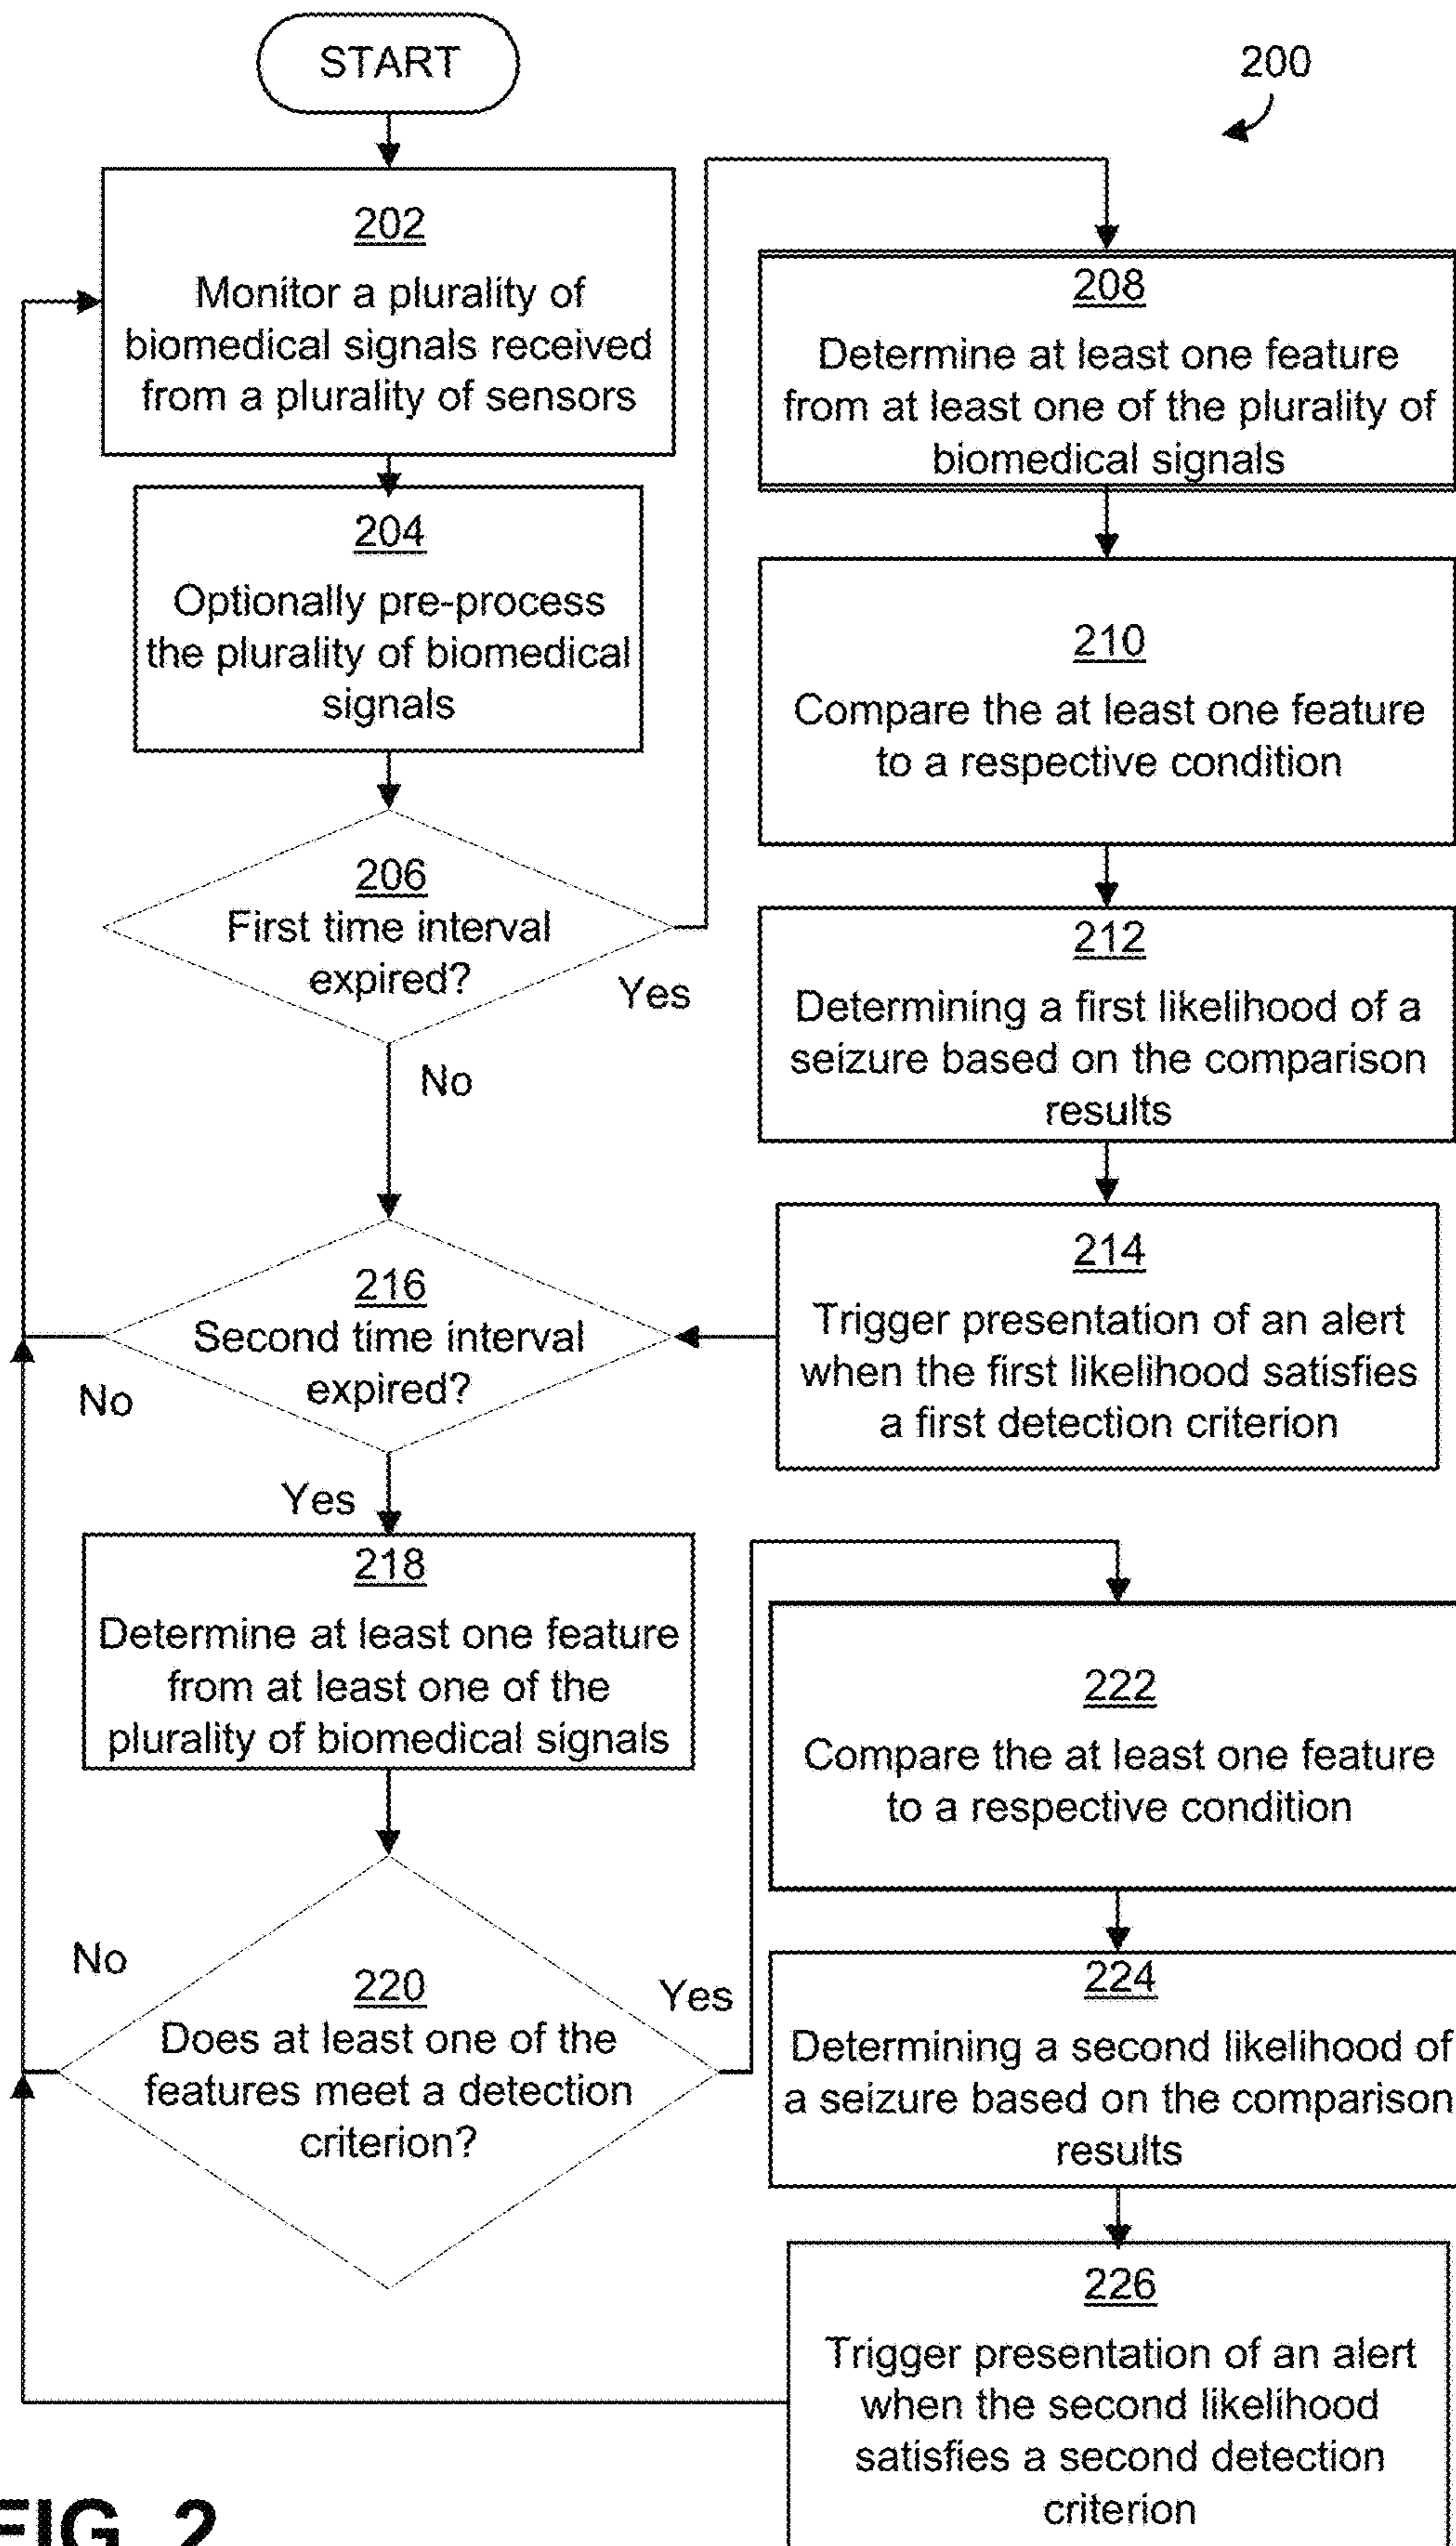 START
200
202
Monitor a plurality of
biomedical signals received
from a plurality of sensors
204
Optionally pre-process
the plurality of biomedical
signals
206
First time interval
expired?
Yes
No
208
Determine at least one feature
from at least one of the plurality of
biomedical signals
210
Compare the at least one feature
to a respective condition
212
Determining a first likelihood of a
seizure based on the comparison
results
214
Trigger presentation of an alert
when the first likelihood satisfies
a first detection criterion
216
Second time interval
expired?
No
Yes
218
Determine at least one feature
from at least one of the
plurality of biomedical signals
No
220
Does at least one of the
features meet a detection
criterion?
Yes
222
Compare the at least one feature
to a respective condition
224
Determining a second likelihood of
a seizure based on the comparison
results
226
Trigger presentation of an alert
when the second likelihood
satisfies a second detection
criterion
FIG. 2